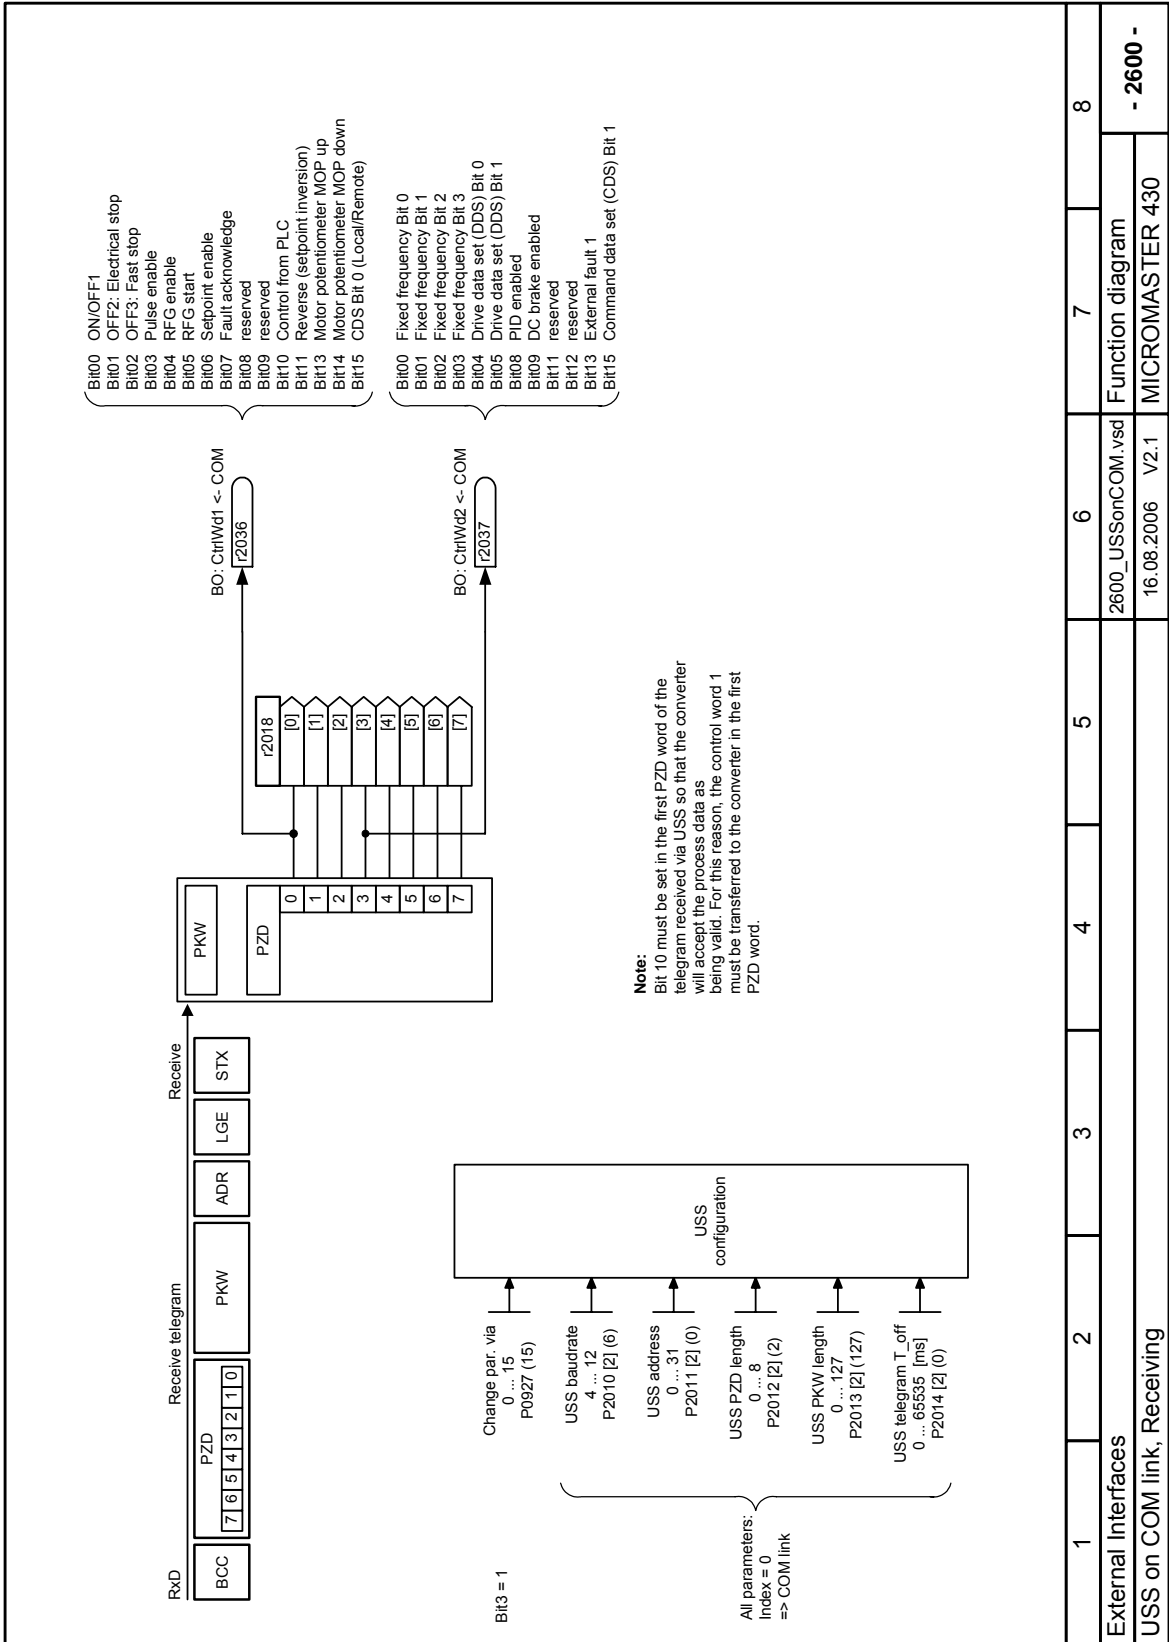 RxD
Receive telegram
Receive
BCC
PZD
7 6 5 4 3 2 1 0
PKW
ADR
LGE
STX
PKW
PZD
0
1
2
3
4
5
6
7
r2018
[0]
[1]
[2]
[3]
[4]
[5]
[6]
[7]
BO: CtrlWd1 <- COM
r2036
BO: CtrlWd2 <- COM
r2037
Bit00 ON/OFF1
Bit01 OFF2: Electrical stop
Bit02 OFF3: Fast stop
Bit03 Pulse enable
Bit04 RFG enable
Bit05 RFG start
Bit06 Setpoint enable
Bit07 Fault acknowledge
Bit08 reserved
Bit09 reserved
Bit10 Control from PLC
Bit11 Reverse (setpoint inversion)
Bit13 Motor potentiometer MOP up
Bit14 Motor potentiometer MOP down
Bit15 CDS Bit 0 (Local/Remote)
Bit00 Fixed frequency Bit 0
Bit01 Fixed frequency Bit 1
Bit02 Fixed frequency Bit 2
Bit03 Fixed frequency Bit 3
Bit04 Drive data set (DDS) Bit 0
Bit05 Drive data set (DDS) Bit 1
Bit08 PID enabled
Bit09 DC brake enabled
Bit11 reserved
Bit12 reserved
Bit13 External fault 1
Bit15 Command data set (CDS) Bit 1
Bit3 = 1
Change par. via
0 ... 15
P0927 (15)
USS baudrate
4 ... 12
P2010 [2] (6)
USS address
0 ... 31
P2011 [2] (0)
USS PZD length
0 ... 8
P2012 [2] (2)
USS PKW length
0 ... 127
P2013 [2] (127)
USS telegram T_off
0 ... 65535 [ms]
P2014 [2] (0)
All parameters:
Index = 0
=> COM link
USS
configuration
Note:
Bit 10 must be set in the first PZD word of the
telegram received via USS so that the converter
will accept the process data as
being valid. For this reason, the control word 1
must be transferred to the converter in the first
PZD word.
1 2 3 4 5 6 7 8
External Interfaces
2600_USSonCOM.vsd
Function diagram
- 2600 -
USS on COM link, Receiving
16.08.2006 V2.1
MICROMASTER 430